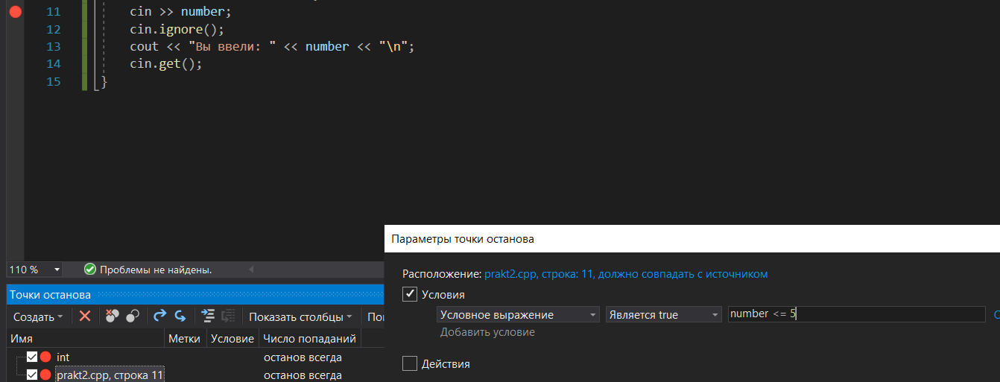 11 cin >> number;
12 cin.ignore();
13 cout << "Вы ввели: " << number << "\n";
14 cin.get();
15 }
110 % Проблемы не найдены.
Точки останова
Создать Показать столбцы
Имя Метки Условие Число попаданий
int останов всегда
prakt2.cpp, строка 11 останов всегда
Параметры точки останова
Расположение: prakt2.cpp, строка: 11, должно совпадать с источником
Условия
Условное выражение Является true number <= 5
Добавить условие
Действия